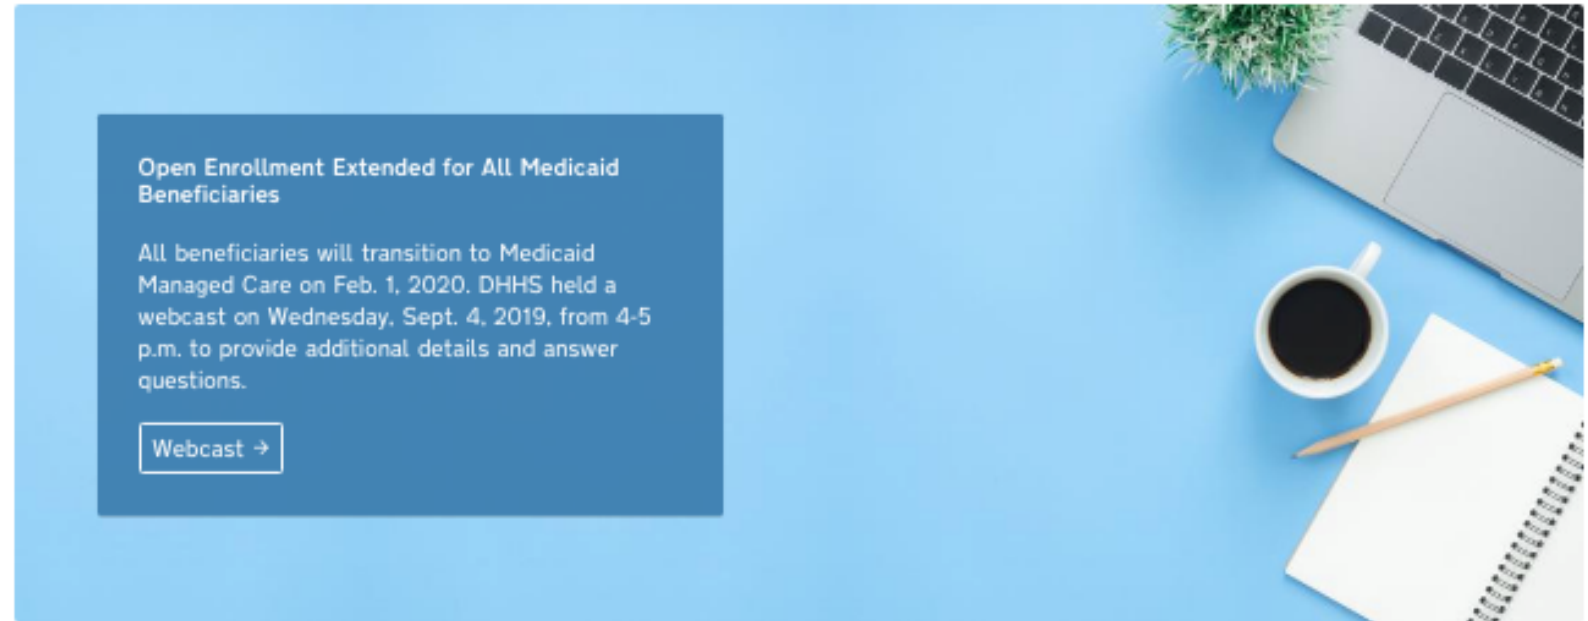 Open Enrollment Extended for All Medicaid
Beneficiaries
All beneficiaries will transition to Medicaid
Managed Care on Feb. 1, 2020. DHHS held a
webcast on Wednesday, Sept. 4, 2019, from 4-5
p.m. to provide additional details and answer
questions.
Webcast →